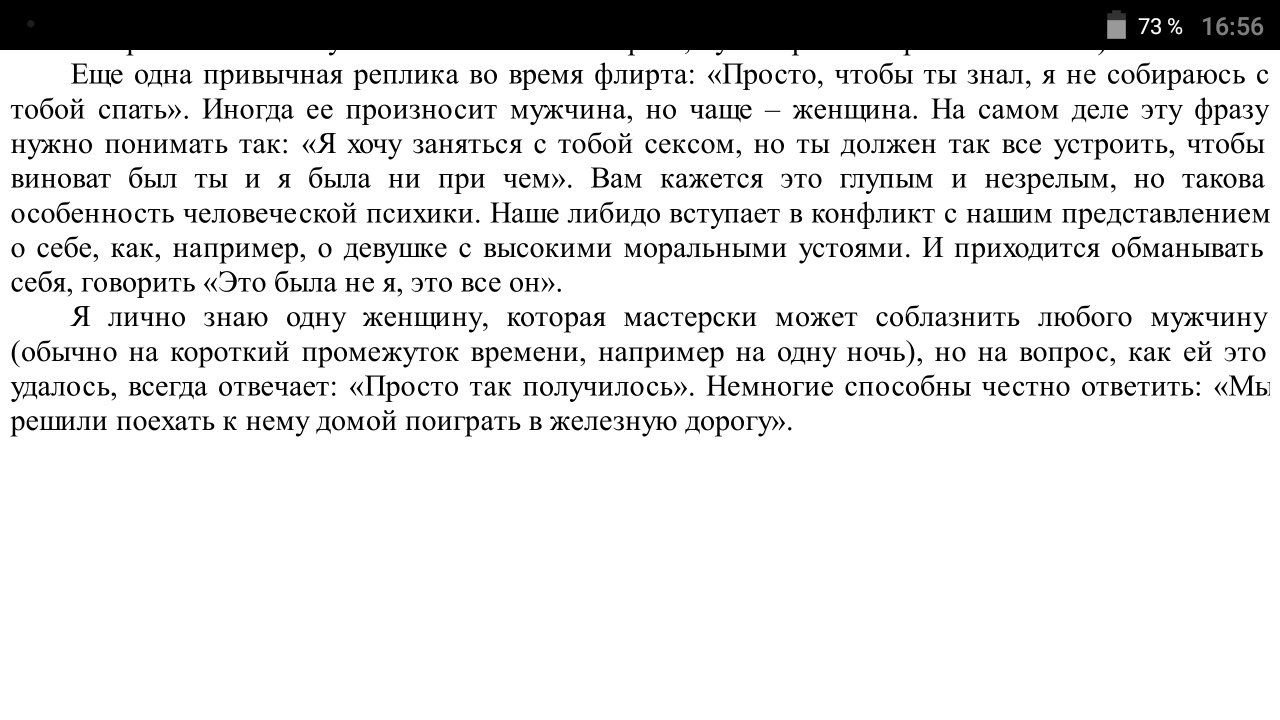 73 % 16:56
Еще одна привычная реплика во время флирта: «Просто, чтобы ты знал, я не собираюсь с
тобой спать». Иногда ее произносит мужчина, но чаще – женщина. На самом деле эту фразу
нужно понимать так: «Я хочу заняться с тобой сексом, но ты должен так все устроить, чтобы
виноват был ты и я была ни при чем». Вам кажется это глупым и незрелым, но такова
особенность человеческой психики. Наше либидо вступает в конфликт с нашим представлением
о себе, как, например, о девушке с высокими моральными устоями. И приходится обманывать
себя, говорить «Это была не я, это все он».
Я лично знаю одну женщину, которая мастерски может соблазнить любого мужчину
(обычно на короткий промежуток времени, например на одну ночь), но на вопрос, как ей это
удалось, всегда отвечает: «Просто так получилось». Немногие способны честно ответить: «Мы
решили поехать к нему домой поиграть в железную дорогу».